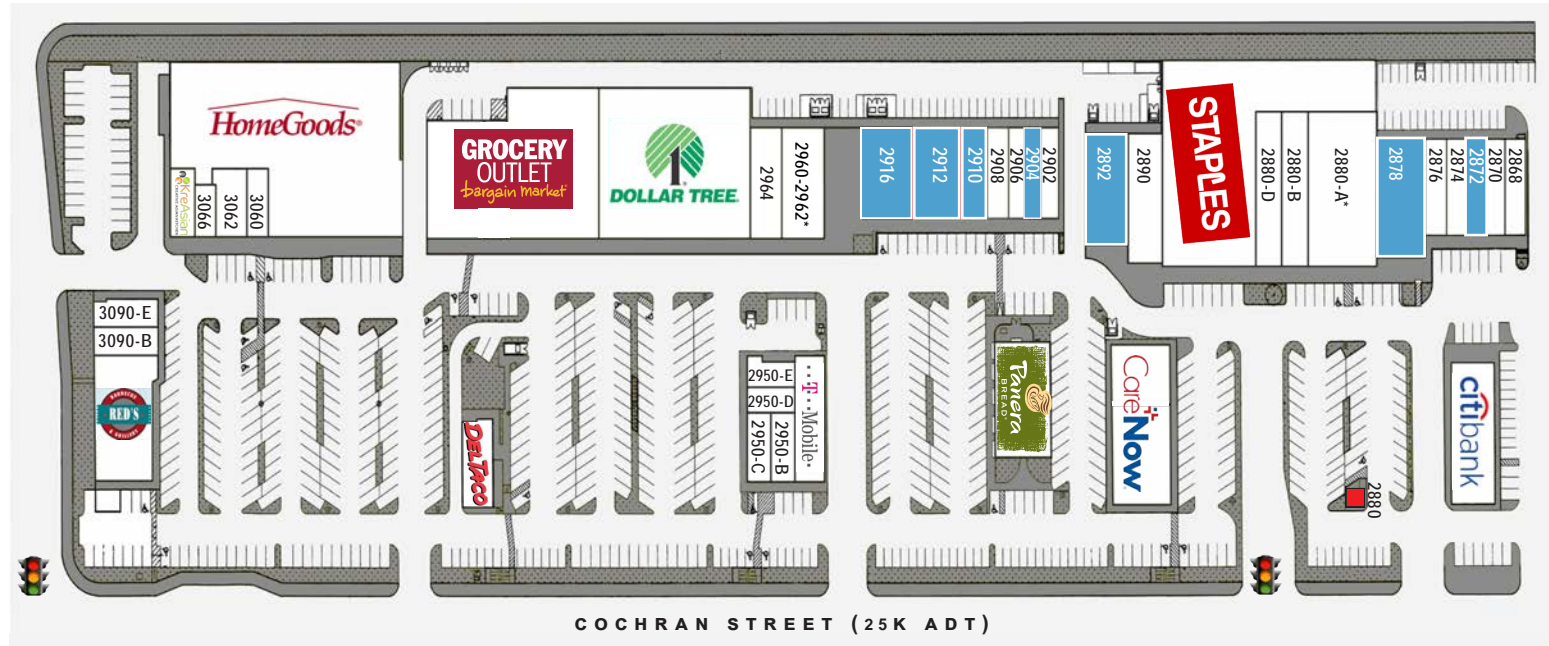 HomeGoods®
KreAsian
3066
3062
3060
GROCERY
OUTLET
bargain market®
1
DOLLAR TREE®
2964
2960-2962*
2916
2912
2910
2908
2906
2904
2902
2892
2890
STAPLES
2880-D
2880-B
2880-A*
2878
2876
2874
2872
2870
2868
3090-E
3090-B
RED'S
DEL TACO
2950-E
2950-D
2950-C
2950-B
T Mobile
Panera
BREAD®
CareNow
2880
citibank
COCHRAN STREET (25K ADT)